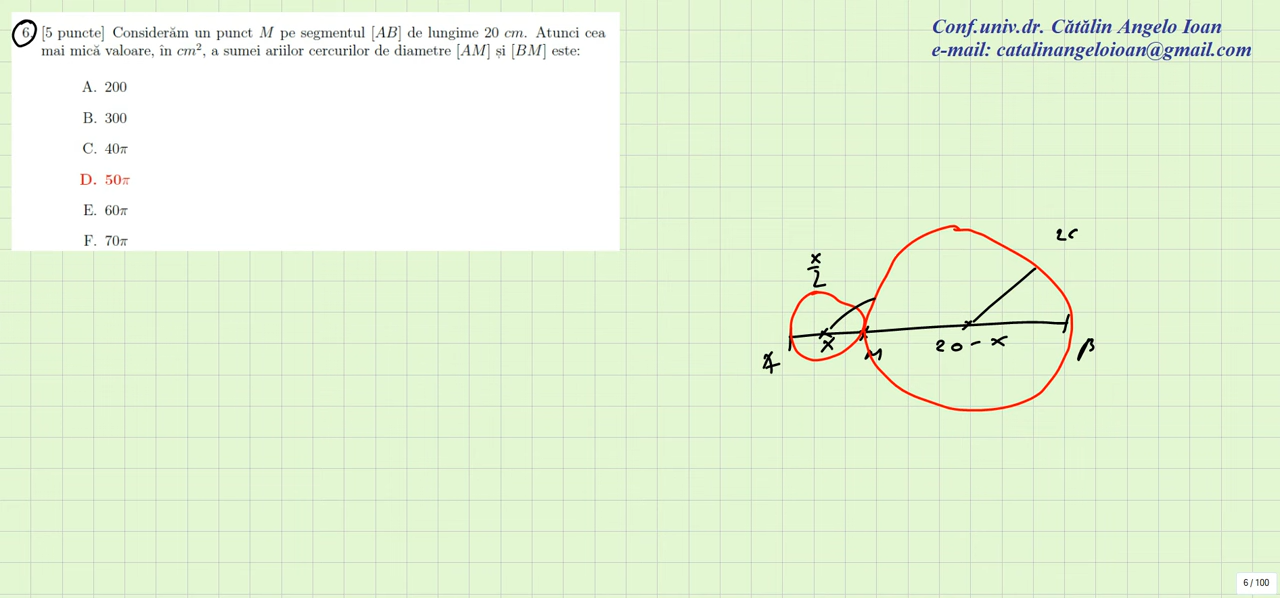 6. [5 puncte] Considerăm un punct M pe segmentul [AB] de lungime 20 cm. Atunci cea
mai mică valoare, în cm², a sumei ariilor cercurilor de diametre [AM] și [BM] este:
A. 200
B. 300
C. 40π
D. 50π
E. 60π
F. 70π
Conf.univ.dr. Cătălin Angelo Ioan
e-mail: catalinangeloioan@gmail.com
x
2
x
M
20 - x
B
6 / 100